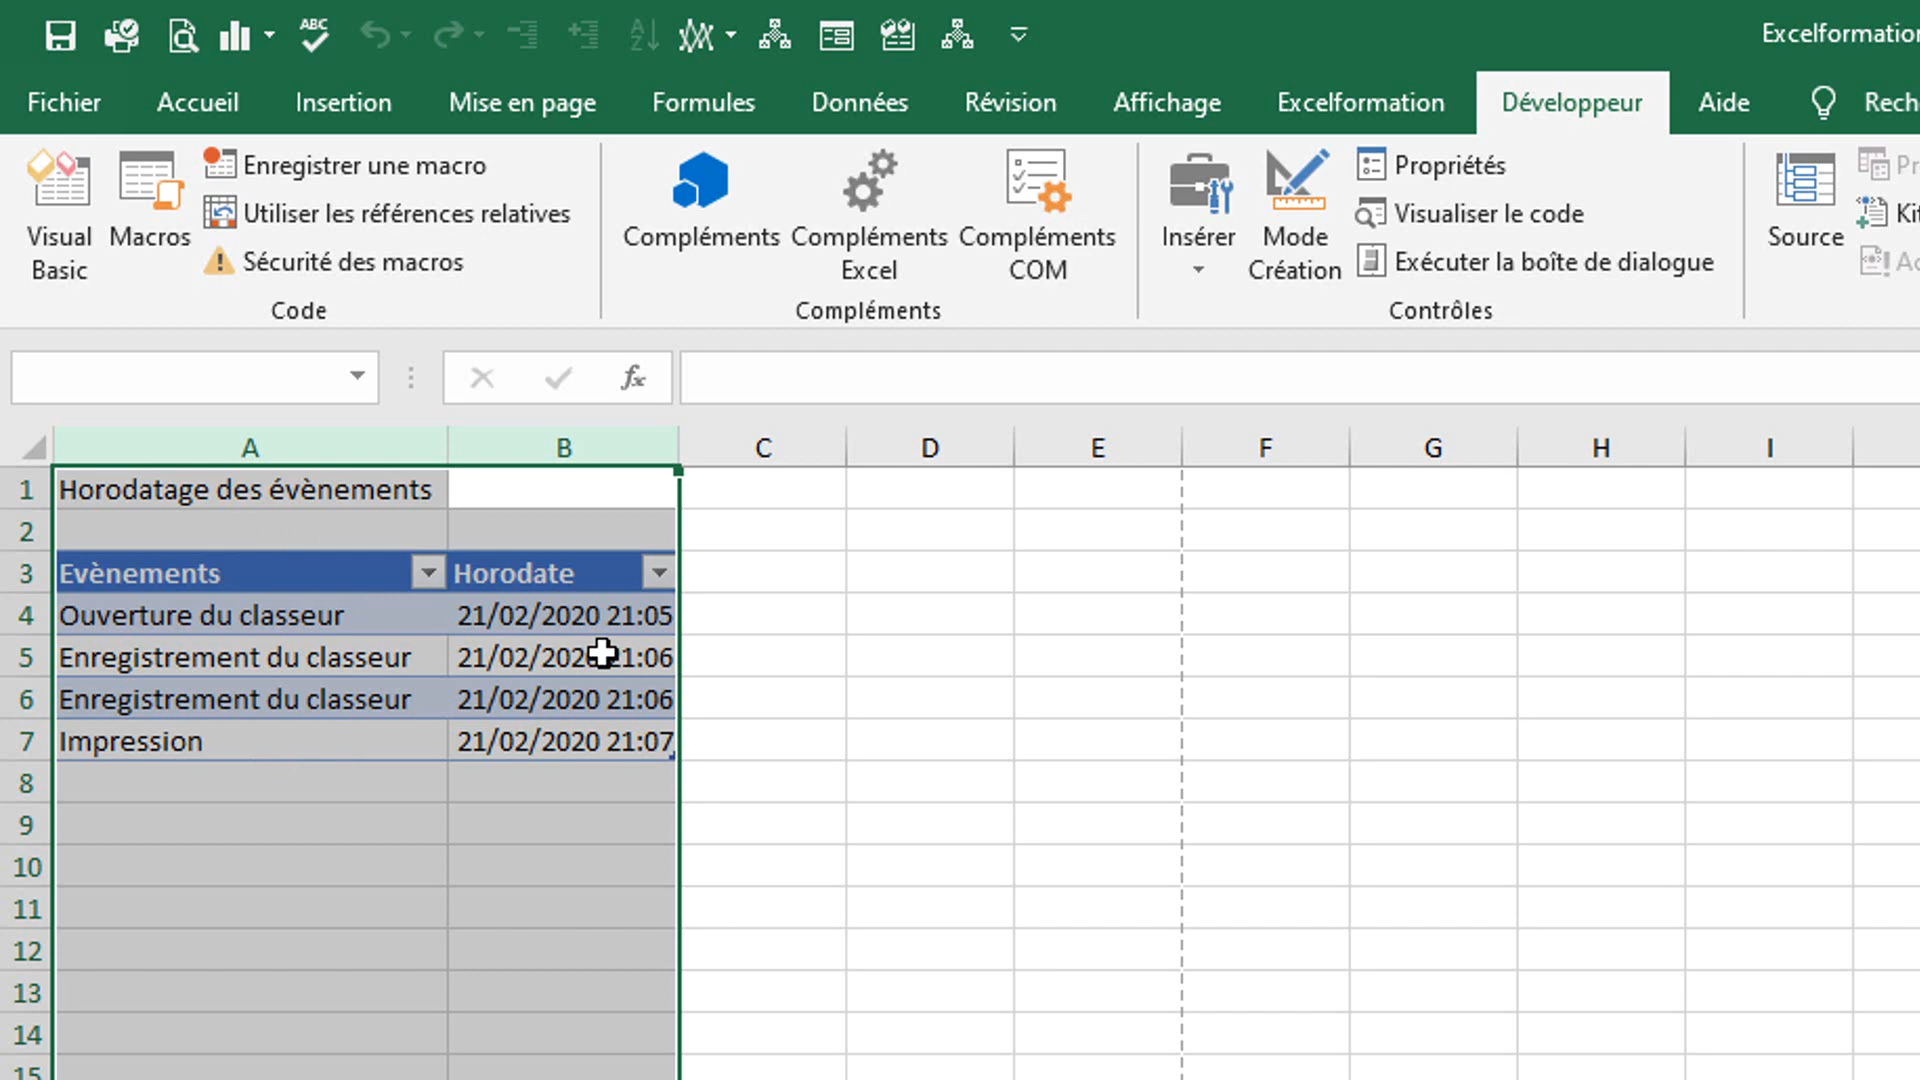 ABC
Excelformation
Fichier Accueil Insertion Mise en page Formules Données Révision Affichage Excelformation Développeur Aide Rech
Visual Basic
Macros
Enregistrer une macro
Utiliser les références relatives
Sécurité des macros
Code
Compléments
Compléments Excel
Compléments COM
Compléments
Insérer
Mode Création
Propriétés
Visualiser le code
Exécuter la boîte de dialogue
Contrôles
Source
Pr
Kit
Ac
fx
A B C D E F G H I
1 Horodatage des évènements
2
3 Evènements Horodate
4 Ouverture du classeur 21/02/2020 21:05
5 Enregistrement du classeur 21/02/2020 21:06
6 Enregistrement du classeur 21/02/2020 21:06
7 Impression 21/02/2020 21:07
8
9
10
11
12
13
14
15